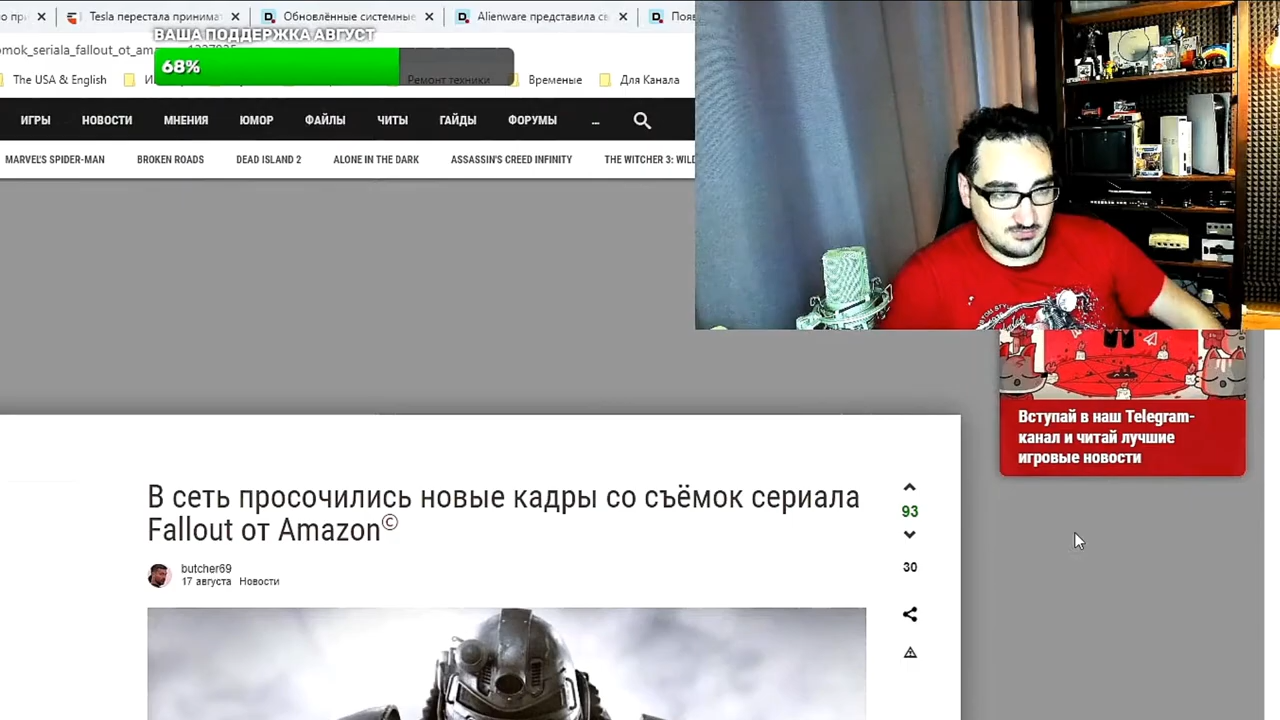 Tesla перестала принимат
Обновлённые системные
Alienware представила св
ВАША ПОДДЕРЖКА АВГУСТ
68%
The USA & English
Ремонт техники
Временые
Для Канала
ИГРЫ
НОВОСТИ
МНЕНИЯ
ЮМОР
ФАЙЛЫ
ЧИТЫ
ГАЙДЫ
ФОРУМЫ
...
MARVEL'S SPIDER-MAN
BROKEN ROADS
DEAD ISLAND 2
ALONE IN THE DARK
ASSASSIN'S CREED INFINITY
THE WITCHER 3: WILD
Вступай в наш Telegram-
канал и читай лучшие
игровые новости
В сеть просочились новые кадры со съёмок сериала
Fallout от Amazon©
93
butcher69
17 августа Новости
30